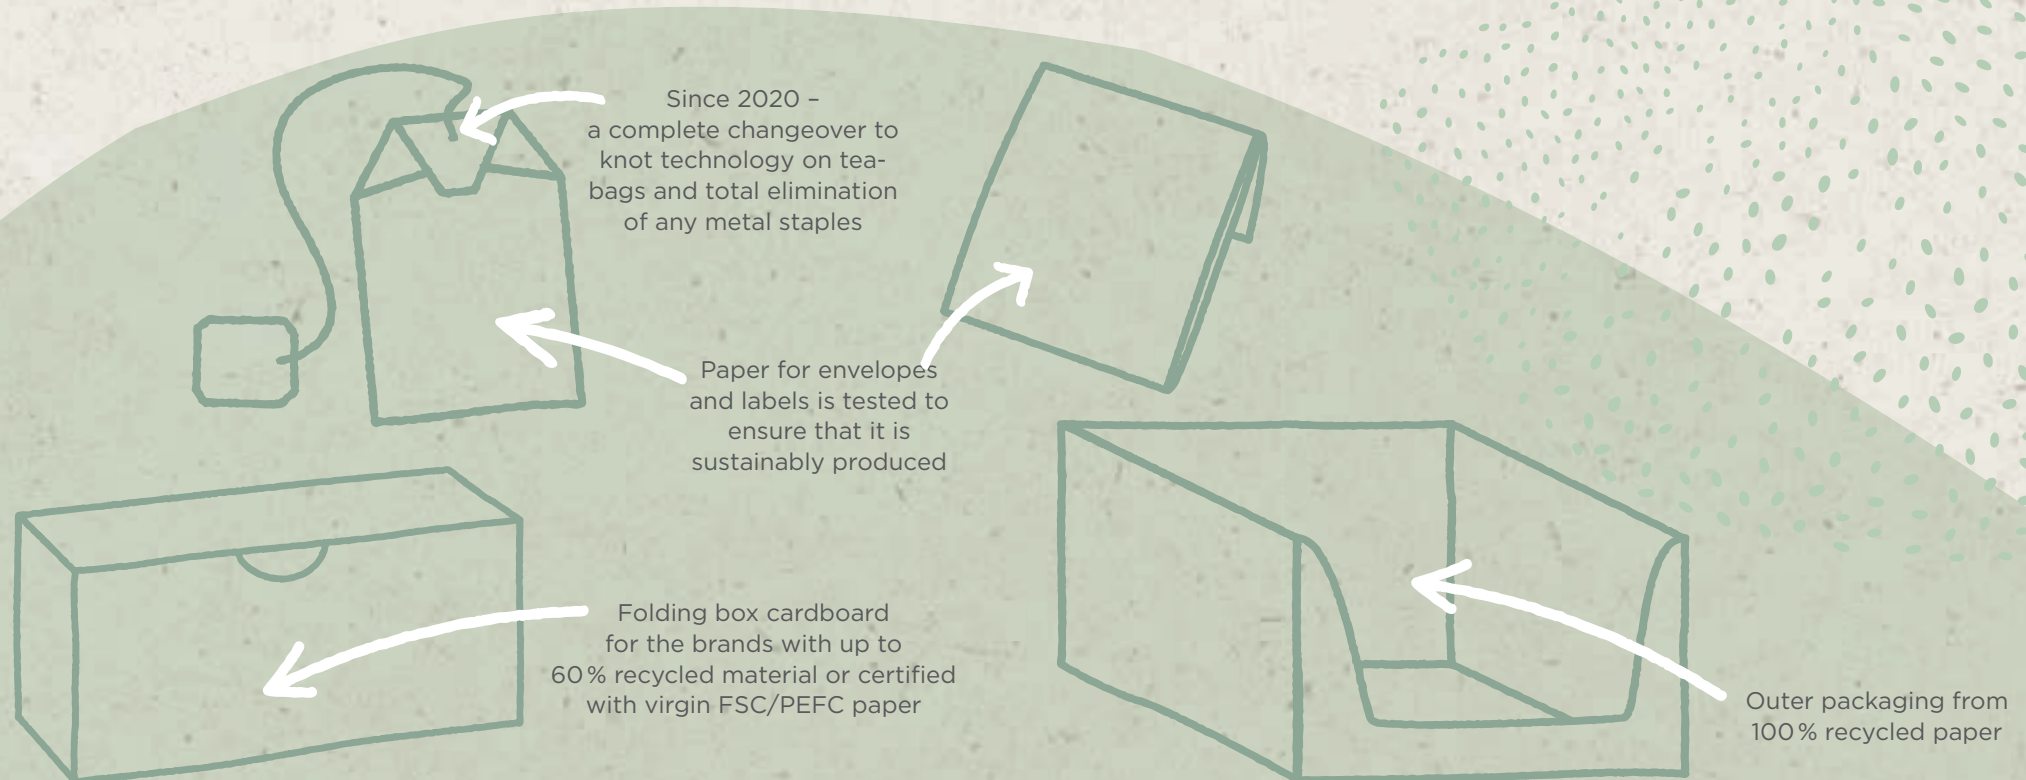 Since 2020 –
a complete changeover to
knot technology on tea-
bags and total elimination
of any metal staples
Paper for envelopes
and labels is tested to
ensure that it is
sustainably produced
Folding box cardboard
for the brands with up to
60 % recycled material or certified
with virgin FSC/PEFC paper
Outer packaging from
100 % recycled paper